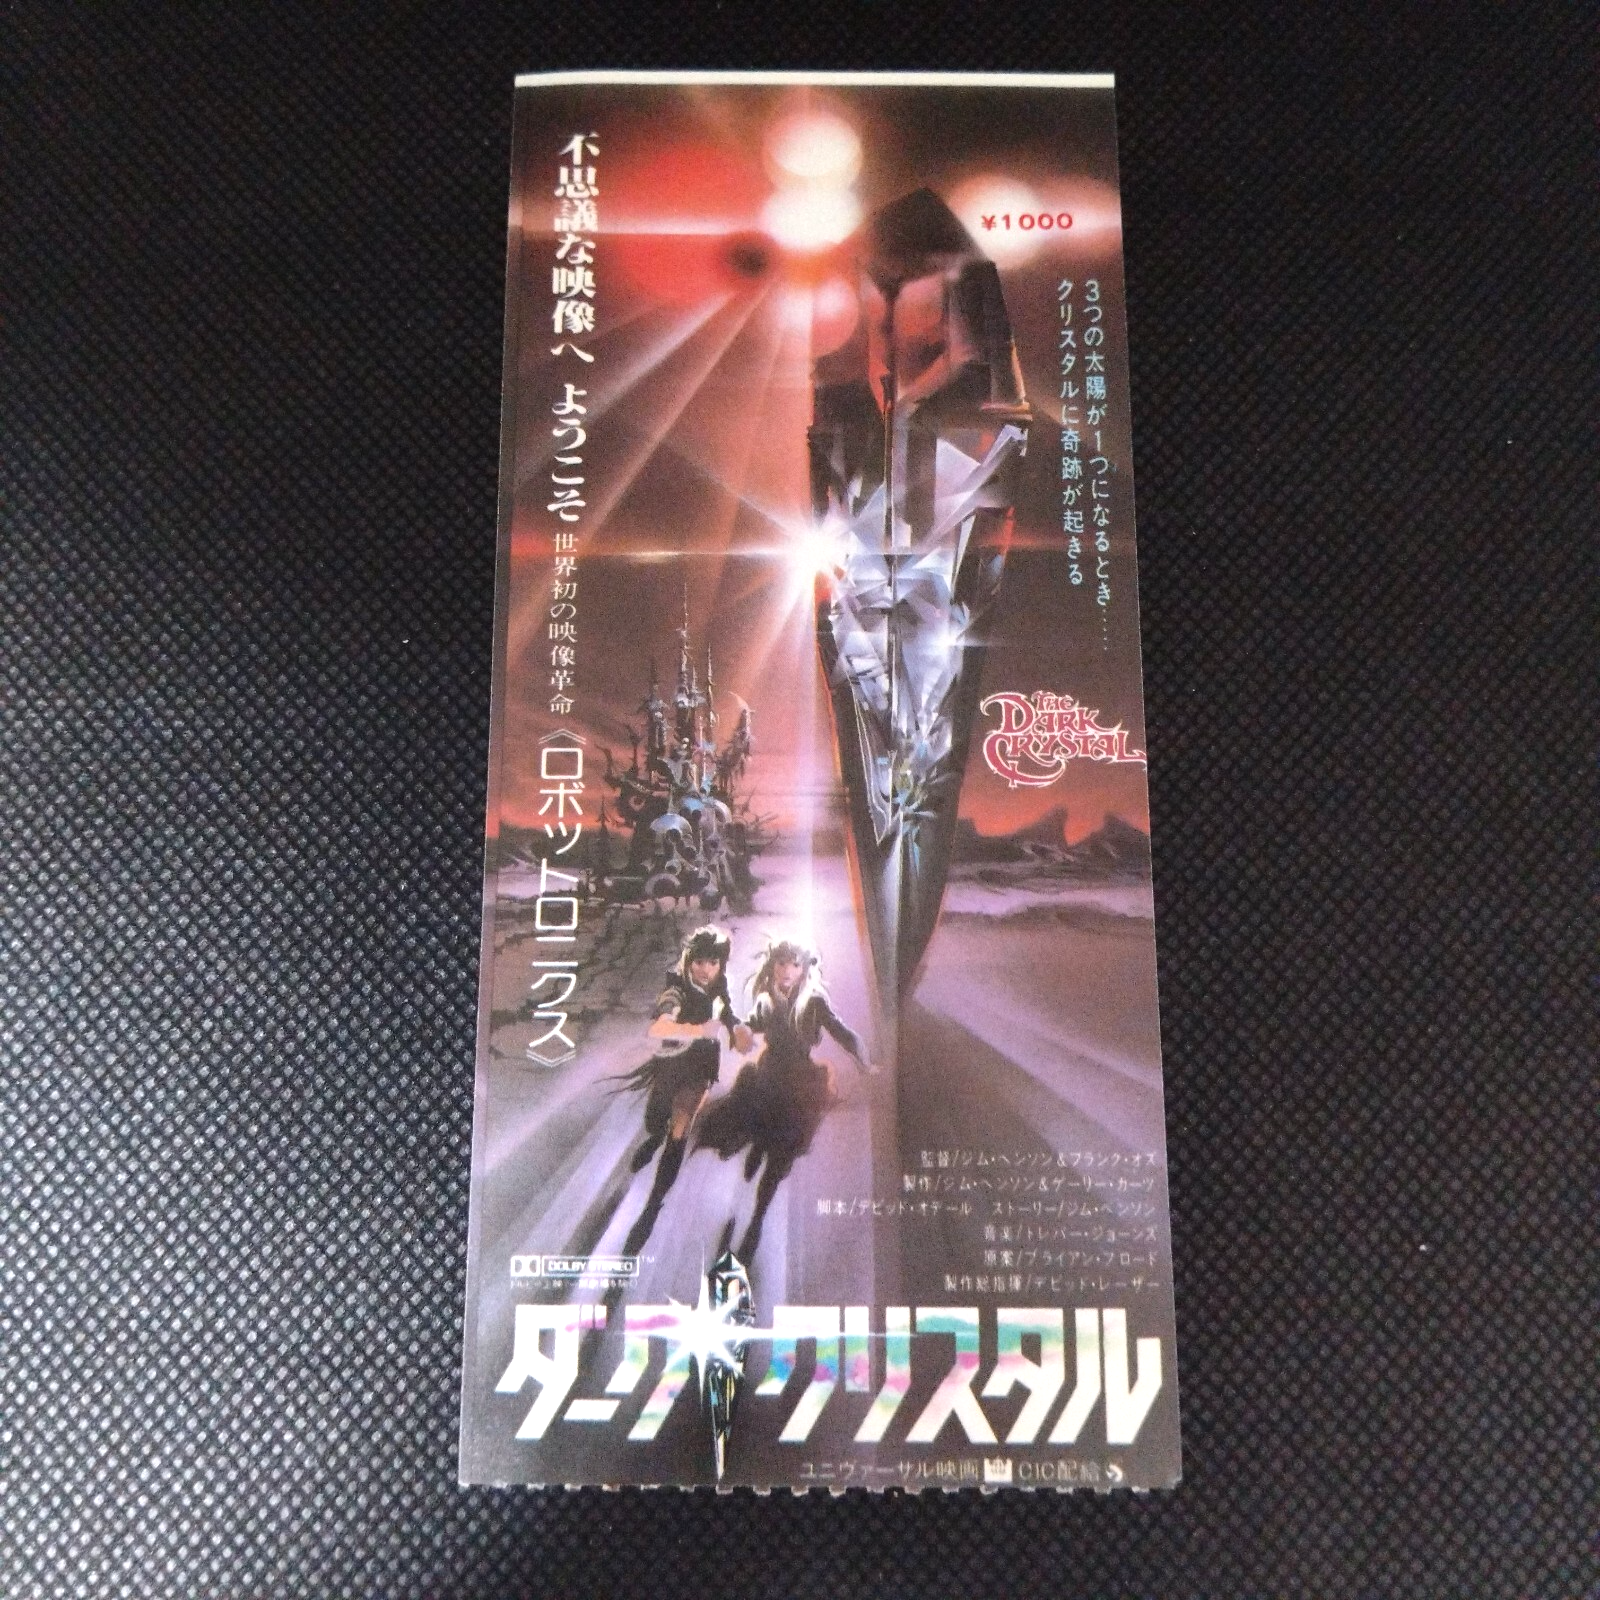 ¥1000
3つの太陽が1つになるとき……
クリスタルに奇跡が起きる
不思議な映像へ ようこそ
世界初の映像革命《ロボットロニクス》
THE
DARK
CRYSTAL
監督/ジム・ヘンソン&フランク・オズ
製作/ジム・ヘンソン&ゲーリー・カーツ
脚本/デビッド・オデール ストーリー/ジム・ヘンソン
音楽/トレバー・ジョーンズ
原案/ブライアン・フロード
製作総指揮/デビッド・レーザー
DOLBY STEREO™
ダーク・クリスタル
ユニヴァーサル映画 CIC配給